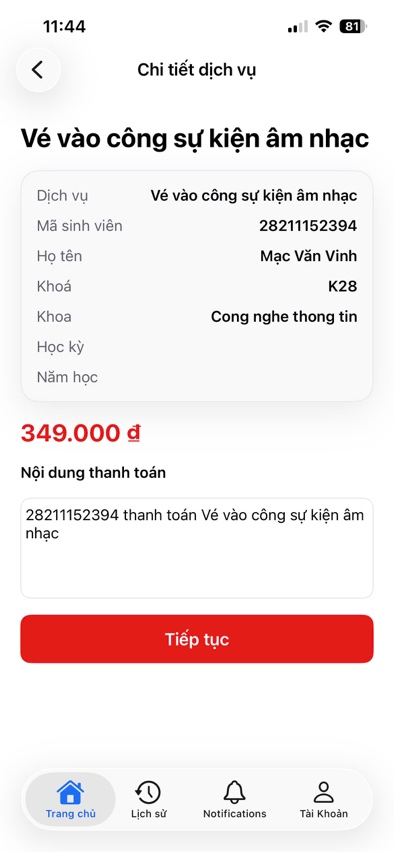 11:44
81
Chi tiết dịch vụ
Vé vào công sự kiện âm nhạc
Dịch vụ Vé vào công sự kiện âm nhạc
Mã sinh viên 28211152394
Họ tên Mạc Văn Vinh
Khoá K28
Khoa Cong nghe thong tin
Học kỳ
Năm học
349.000 ₫
Nội dung thanh toán
28211152394 thanh toán Vé vào công sự kiện âm
nhạc
Tiếp tục
Trang chủ Lịch sử Notifications Tài Khoản